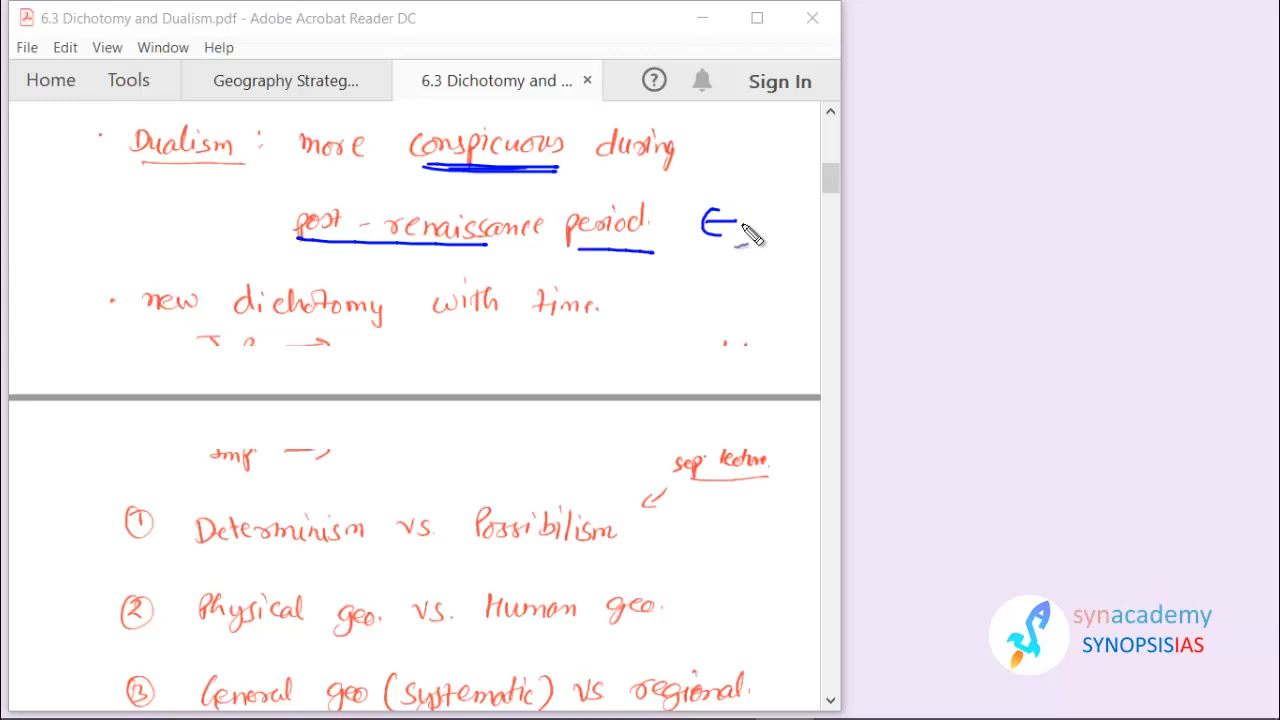 6.3 Dichotomy and Dualism.pdf - Adobe Acrobat Reader DC
File Edit View Window Help
Home Tools Geography Strateg... 6.3 Dichotomy and ... × ? Sign In
• Dualism : more conspicuous during
post - renaissance period.
• new dichotomy with time.
imp →
sep. lecture.
① Determinism vs. Possibilism
② Physical geo. vs. Human geo.
③ General geo (systematic) vs regional.
synacademy
SYNOPSISIAS